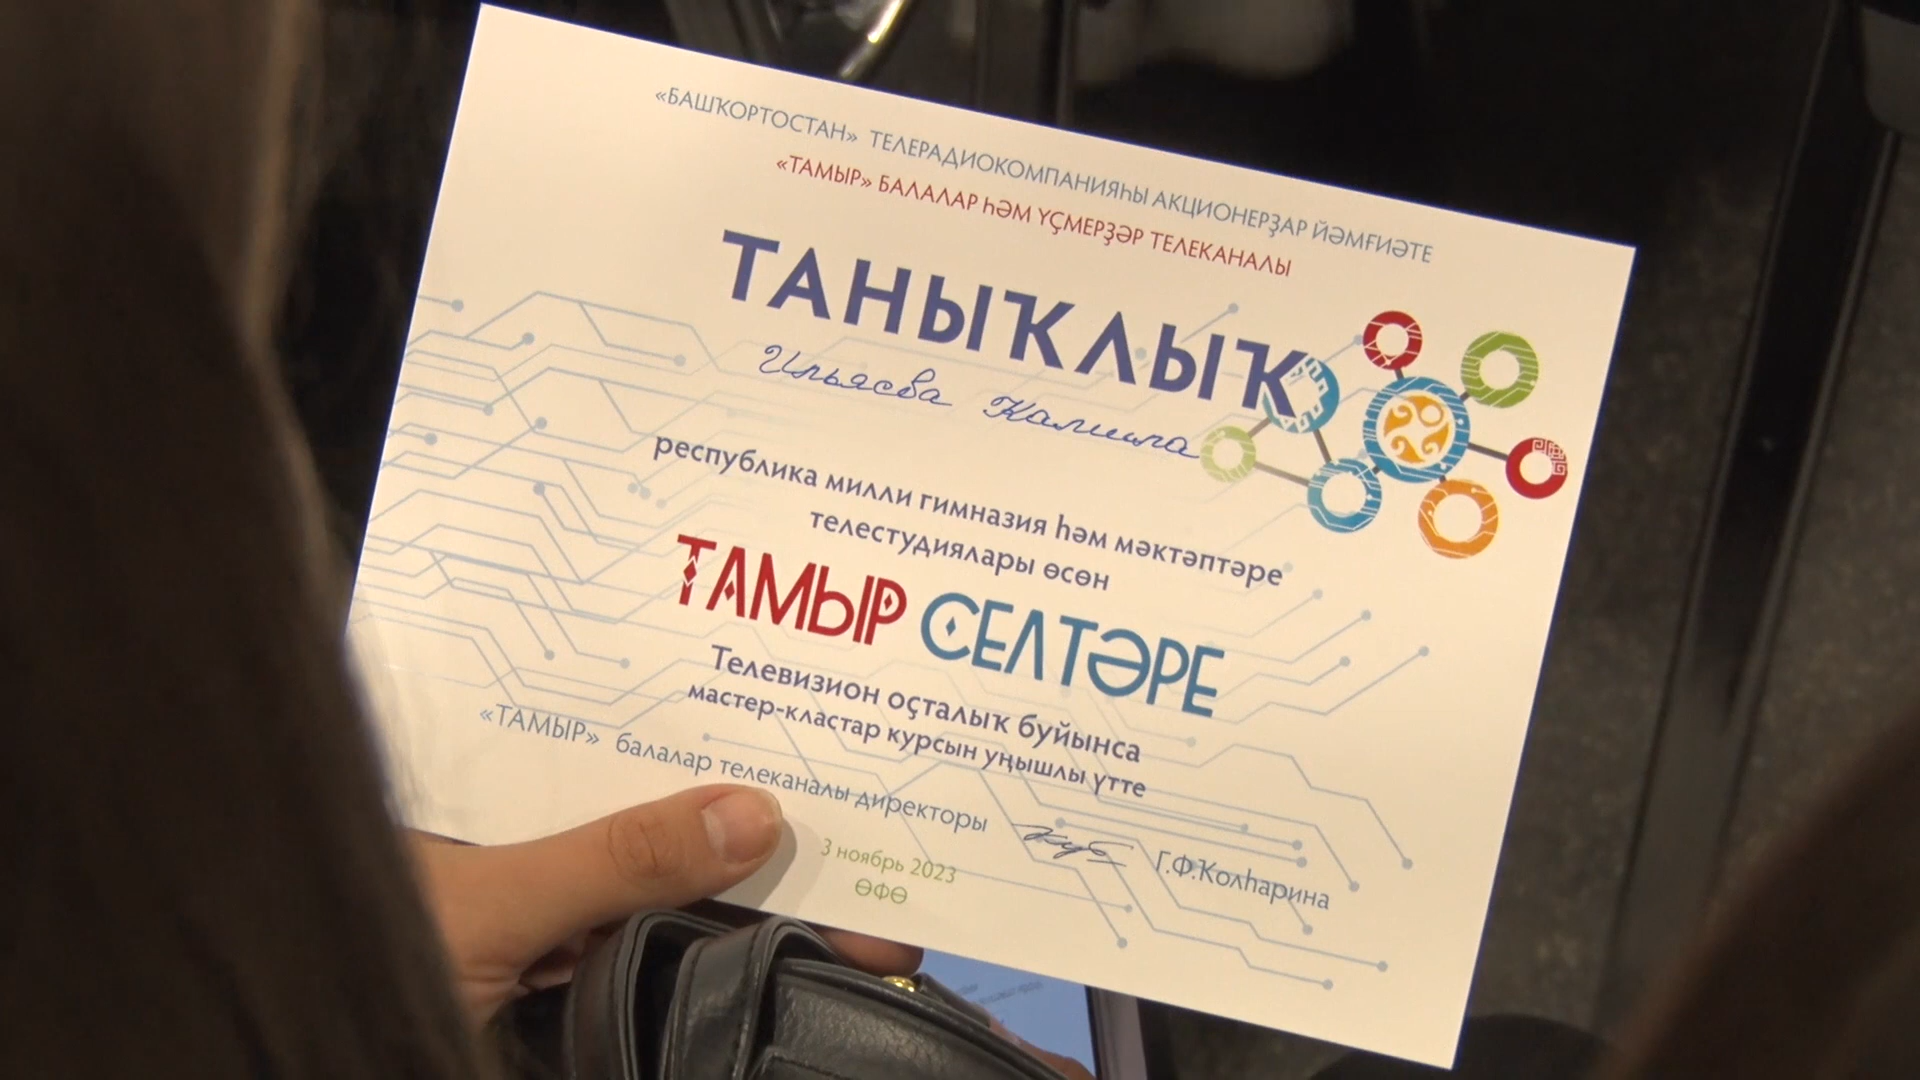 «БАШҠОРТОСТАН» ТЕЛЕРАДИОКОМПАНИЯҺЫ АКЦИОНЕРҘАР ЙӘМҒИӘТЕ
«ТАМЫР» БАЛАЛАР ҺӘМ ҮҪМЕРҘӘР ТЕЛЕКАНАЛЫ
ТАНЫҠЛЫҠ
Ильясва Камила
республика милли гимназия һәм мәктәптәре
телестудиялары өсөн
ТАМЫР СЕЛТӘРЕ
Телевизион оҫталыҡ буйынса
мастер-кластар курсын уңышлы үтте
«ТАМЫР» балалар телеканалы директоры Г.Ф.Ҡолһарина
3 ноябрь 2023
ӨФӨ